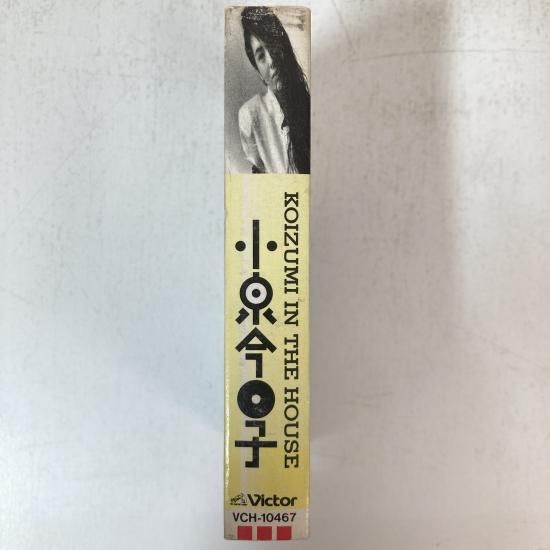 KOIZUMI IN THE HOUSE
小泉今日子
Victor
VCH-10467